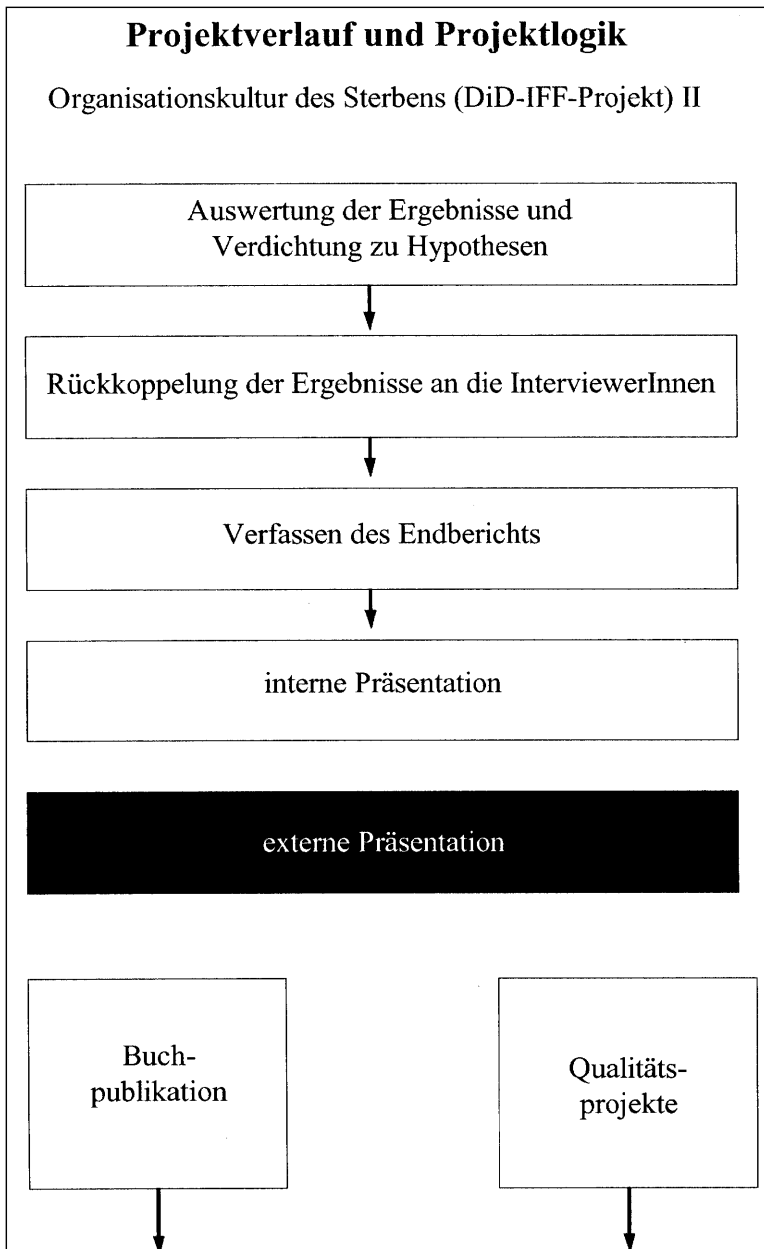 Projektverlauf und Projektlogik
Organisationskultur des Sterbens (DiD-IFF-Projekt) II
Auswertung der Ergebnisse und
Verdichtung zu Hypothesen
Rückkoppelung der Ergebnisse an die InterviewerInnen
Verfassen des Endberichts
interne Präsentation
externe Präsentation
Buch-
publikation
Qualitäts-
projekte